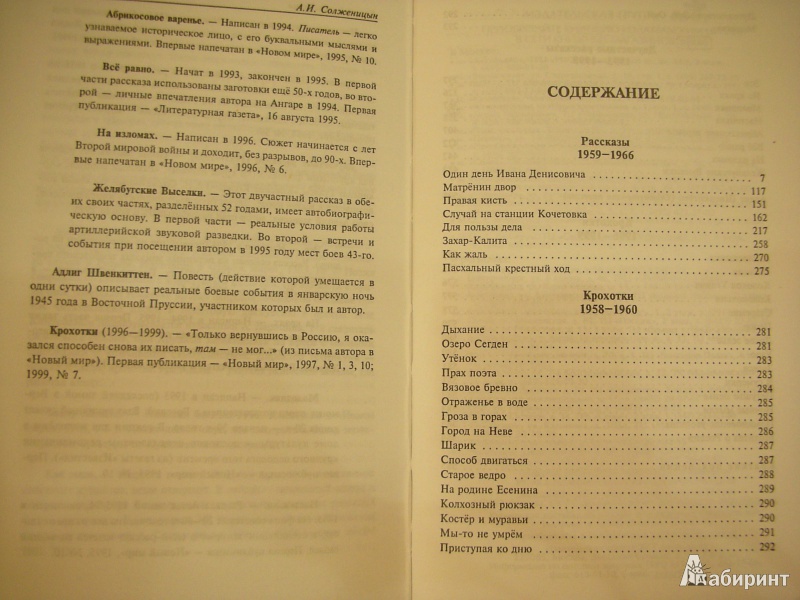 А.И. Солженицын
Абрикосовое варенье. — Написан в 1994. Писатель — легко
узнаваемое историческое лицо, с его буквальными мыслями и
выражениями. Впервые напечатан в «Новом мире», 1995, № 10.
Всё равно. — Начат в 1993, закончен в 1995. В первой
части рассказа использованы заготовки ещё 50-х годов, во вто-
рой — личные впечатления автора на Ангаре в 1994. Первая
публикация — «Литературная газета», 16 августа 1995.
На изломах. — Написан в 1996. Сюжет начинается с лет
Второй мировой войны и доходит, без разрывов, до 90-х. Впер-
вые напечатан в «Новом мире», 1996, № 6.
Желябугские Выселки. — Этот двучастный рассказ в обе-
их своих частях, разделённых 52 годами, имеет автобиографи-
ческую основу. В первой части — реальные условия работы
артиллерийской звуковой разведки. Во второй — встречи и
события при посещении автором в 1995 году мест боев 43-го.
Адлиг Швенкиттен. — Повесть (действие которой умещается в
одни сутки) описывает реальные боевые события в январскую ночь
1945 года в Восточной Пруссии, участником которых был и автор.
Крохотки (1996—1999). — «Только вернувшись в Россию, я ока-
зался способен снова их писать, там — не мог...» (из письма автора в
«Новый мир»). Первая публикация — «Новый мир», 1997, № 1, 3, 10;
1999, № 7.
СОДЕРЖАНИЕ
Рассказы
1959—1966
Один день Ивана Денисовича 7
Матрёнин двор 117
Правая кисть 151
Случай на станции Кочетовка 162
Для пользы дела 217
Захар-Калита 258
Как жаль 270
Пасхальный крестный ход 275
Крохотки
1958—1960
Дыхание 281
Озеро Сегден 281
Утёнок 283
Прах поэта 283
Вязовое бревно 284
Отраженье в воде 285
Гроза в горах 285
Город на Неве 286
Шарик 287
Способ двигаться 287
Старое ведро 288
На родине Есенина 289
Колхозный рюкзак 290
Костёр и муравьи 290
Мы-то не умрём 291
Приступая ко дню 292
Лабиринт